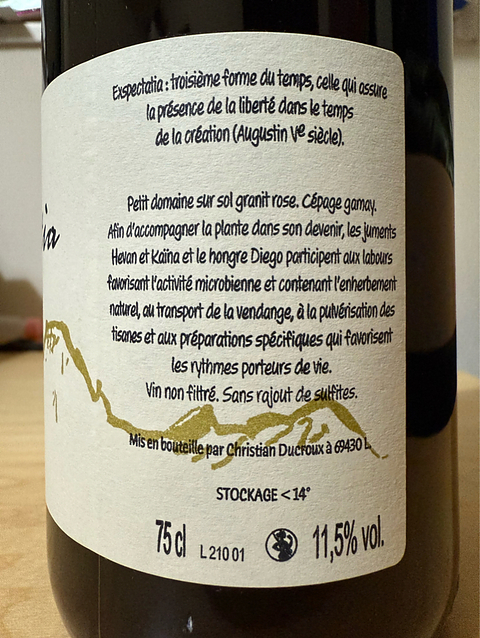 Exspectatia : troisième forme du temps, celle qui assure
la présence de la liberté dans le temps
de la création (Augustin Ve siècle).
Petit domaine sur sol granit rose. Cépage gamay.
Afin d'accompagner la plante dans son devenir, les juments
Hevan et Kaïna et le hongre Diego participent aux labours
favorisant l'activité microbienne et contenant l'enherbement
naturel, au transport de la vendange, à la pulvérisation des
tisanes et aux préparations spécifiques qui favorisent
les rythmes porteurs de vie.
Vin non filtré. Sans rajout de sulfites.
Mis en bouteille par Christian Ducroux à 69430 L
STOCKAGE < 14°
75 cl L 210 01 11,5% vol.
ia